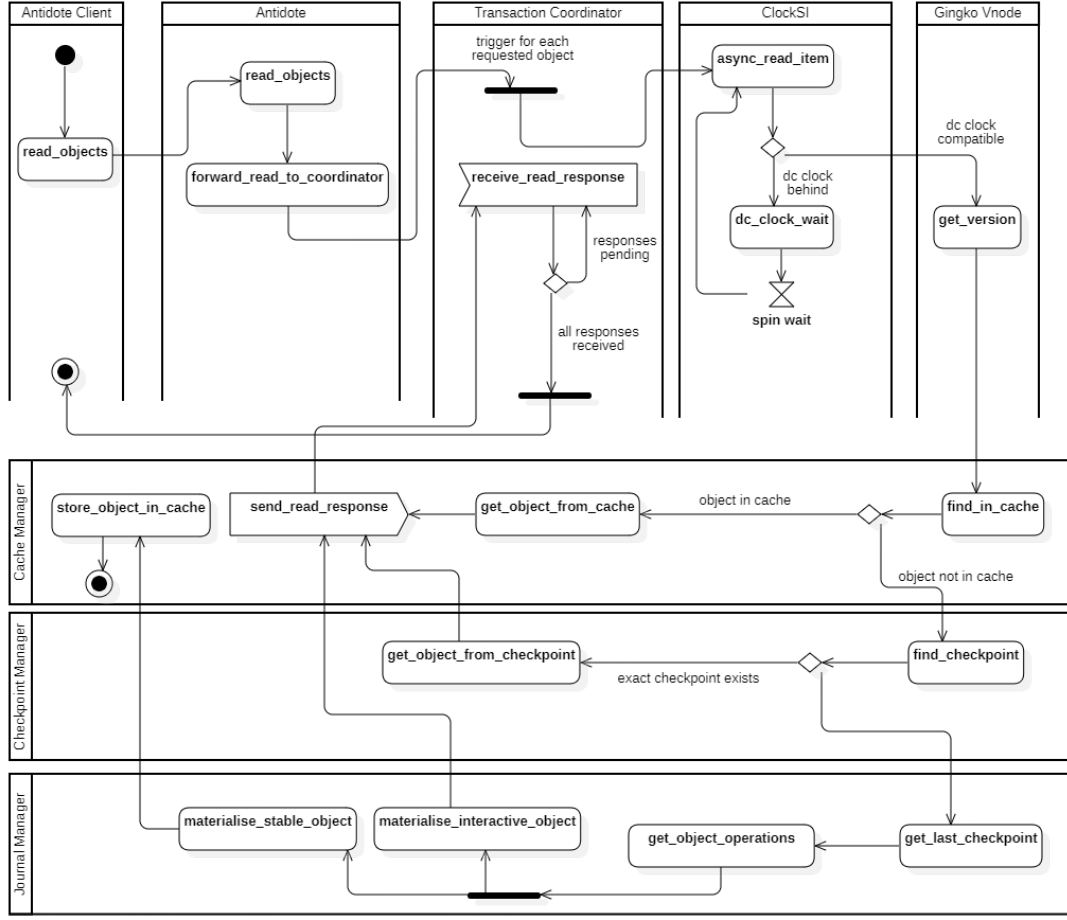 Antidote Client
Antidote
Transaction Coordinator
ClockSI
Gingko Vnode
trigger for each
requested object
async_read_item
read_objects
dc clock
compatible
read_objects
forward_read_to_coordinator
receive_read_response
dc clock
behind
dc_clock_wait
get_version
responses
pending
spin wait
all responses
received
Cache Manager
store_object_in_cache
send_read_response
get_object_from_cache
object in cache
find_in_cache
object not in cache
Checkpoint Manager
get_object_from_checkpoint
exact checkpoint exists
find_checkpoint
Journal Manager
materialise_stable_object
materialise_interactive_object
get_object_operations
get_last_checkpoint